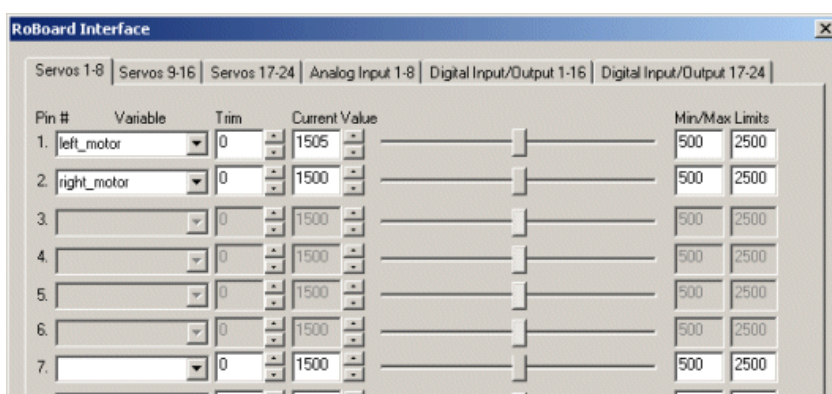 RoBoard Interface
Servos 1-8 Servos 9-16 Servos 17-24 Analog Input 1-8 Digital Input/Output 1-16 Digital Input/Output 17-24
Pin # Variable Trim Current Value Min/Max Limits
1. left_motor 0 1505 500 2500
2. right_motor 0 1500 500 2500
3. 0 1500 500 2500
4. 0 1500 500 2500
5. 0 1500 500 2500
6. 0 1500 500 2500
7. 0 1500 500 2500